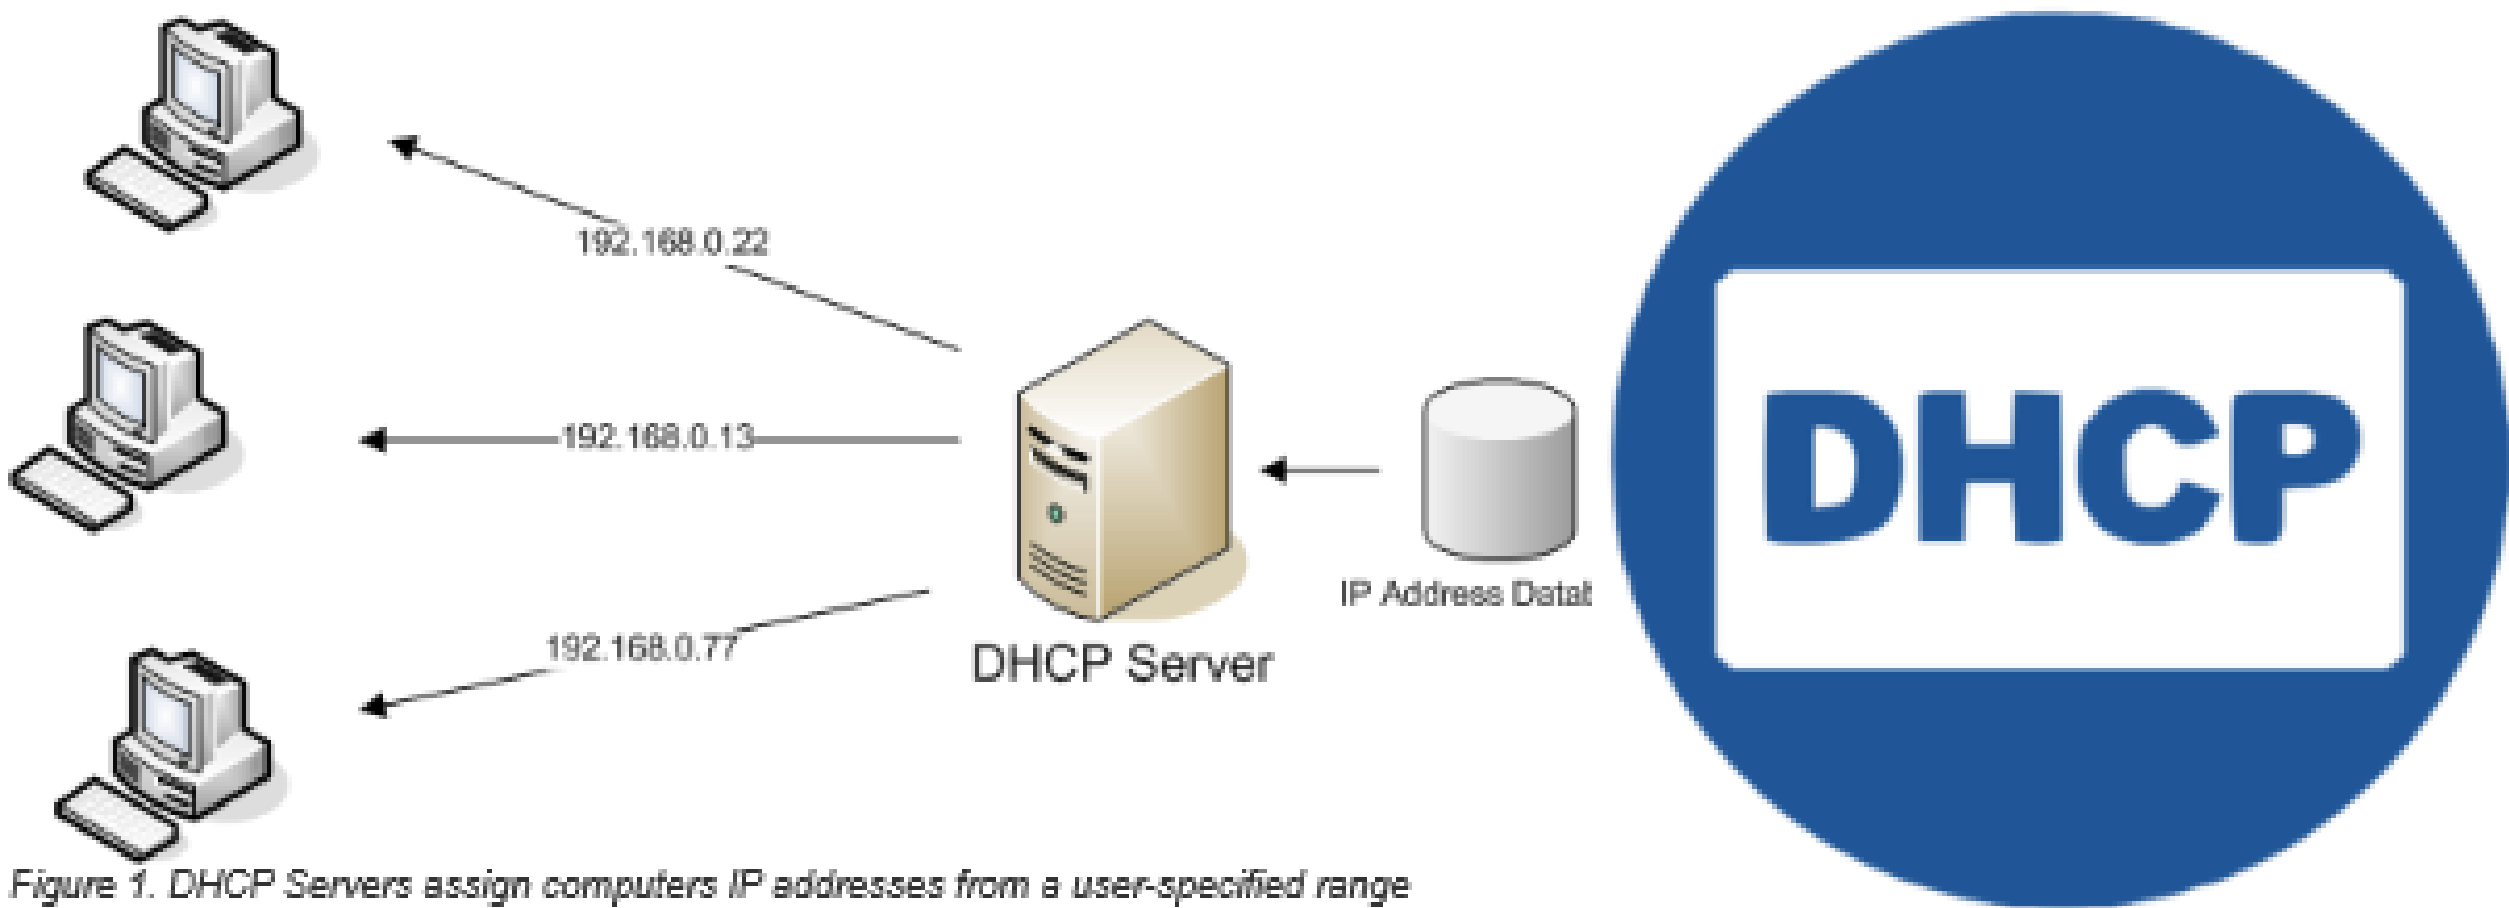 192.168.0.22
192.168.0.13
192.168.0.77
DHCP Server
IP Address Datab
DHCP
Figure 1. DHCP Servers assign computers IP addresses from a user-specified range